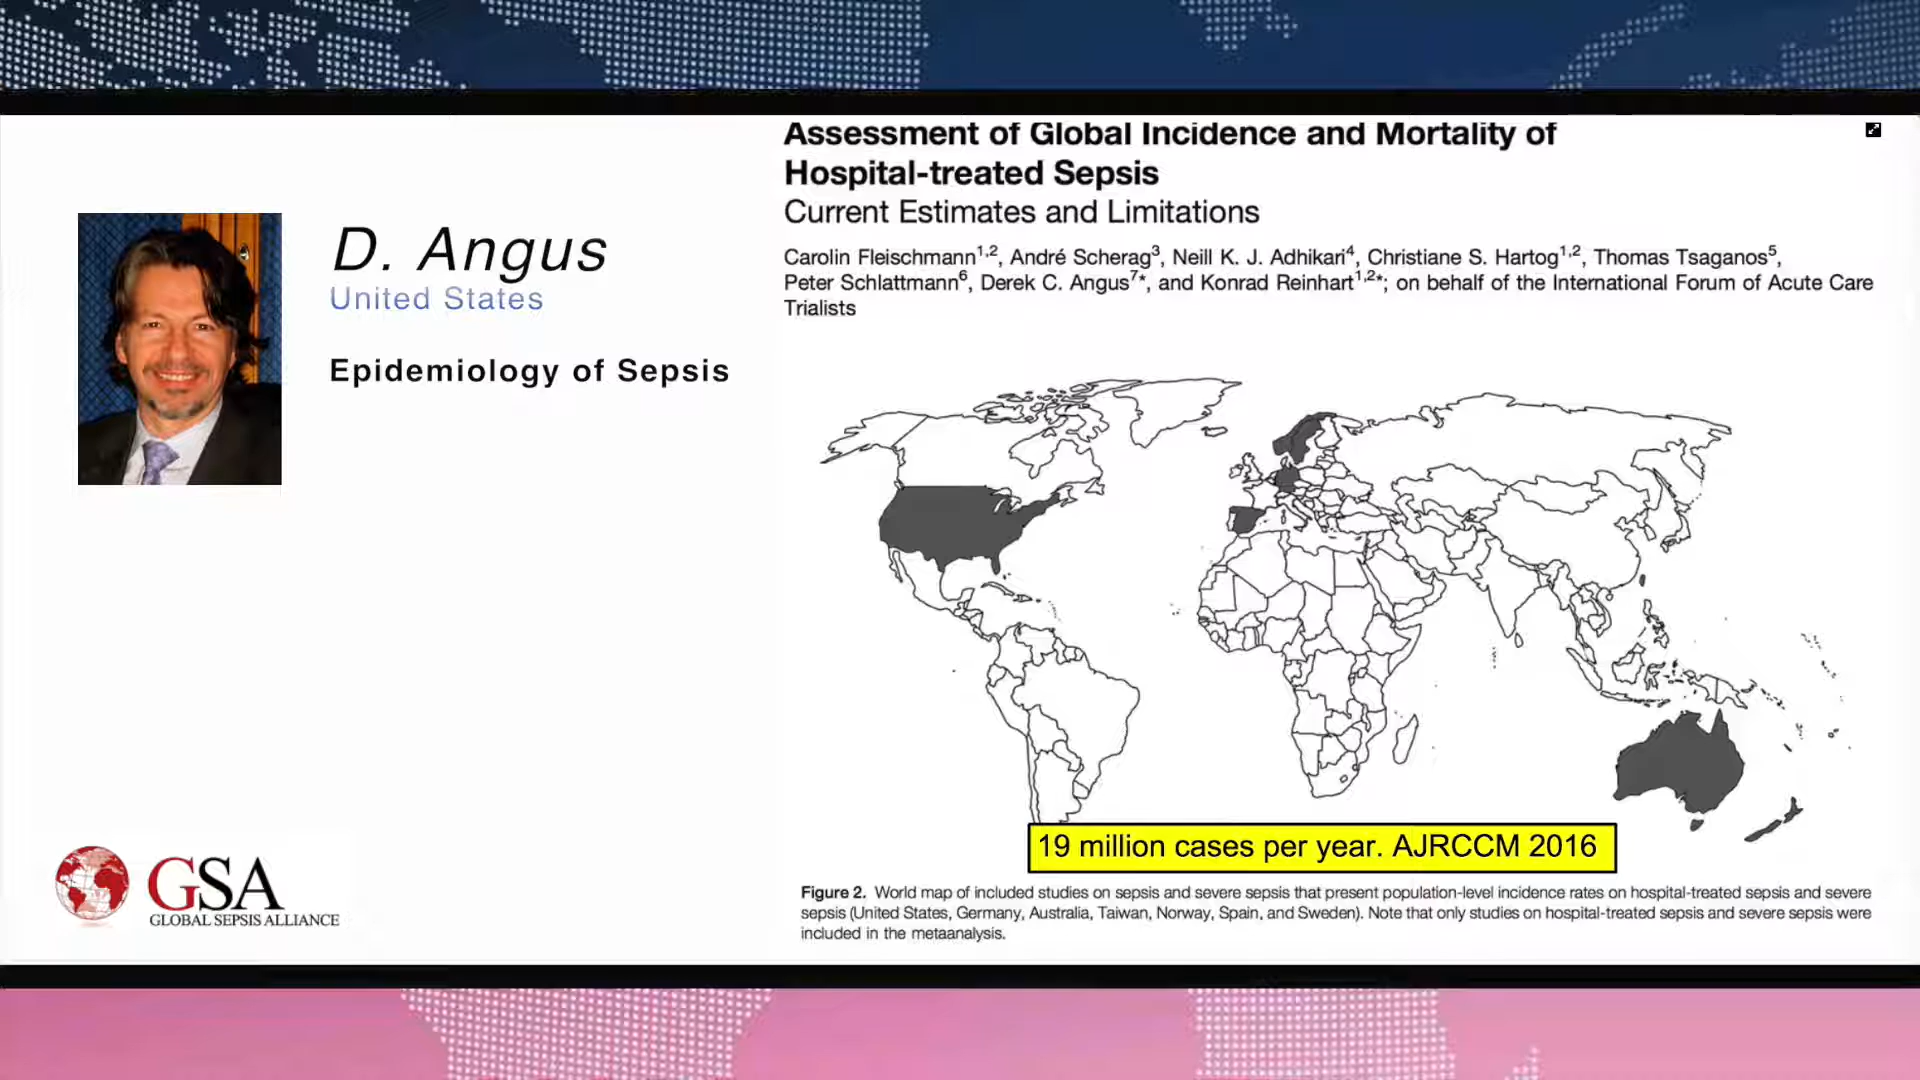 Assessment of Global Incidence and Mortality of
Hospital-treated Sepsis
Current Estimates and Limitations
Carolin Fleischmann1,2, André Scherag3, Neill K. J. Adhikari4, Christiane S. Hartog1,2, Thomas Tsaganos5,
Peter Schlattmann6, Derek C. Angus7*, and Konrad Reinhart1,2*; on behalf of the International Forum of Acute Care
Trialists
D. Angus
United States
Epidemiology of Sepsis
19 million cases per year. AJRCCM 2016
Figure 2. World map of included studies on sepsis and severe sepsis that present population-level incidence rates on hospital-treated sepsis and severe
sepsis (United States, Germany, Australia, Taiwan, Norway, Spain, and Sweden). Note that only studies on hospital-treated sepsis and severe sepsis were
included in the metaanalysis.
GSA
GLOBAL SEPSIS ALLIANCE